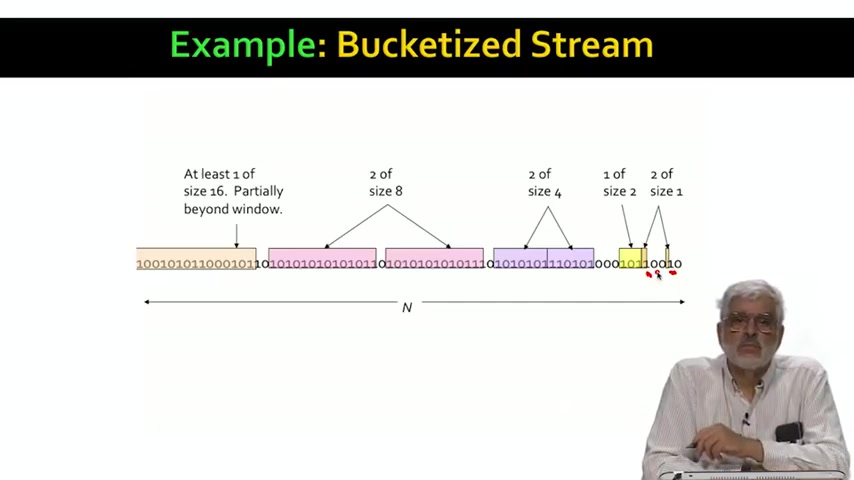 Example: Bucketized Stream
At least 1 of
size 16. Partially
beyond window.
2 of
size 8
2 of
size 4
1 of
size 2
2 of
size 1
1001010110001011010101010101011010101010101110101010111010100010110010
N